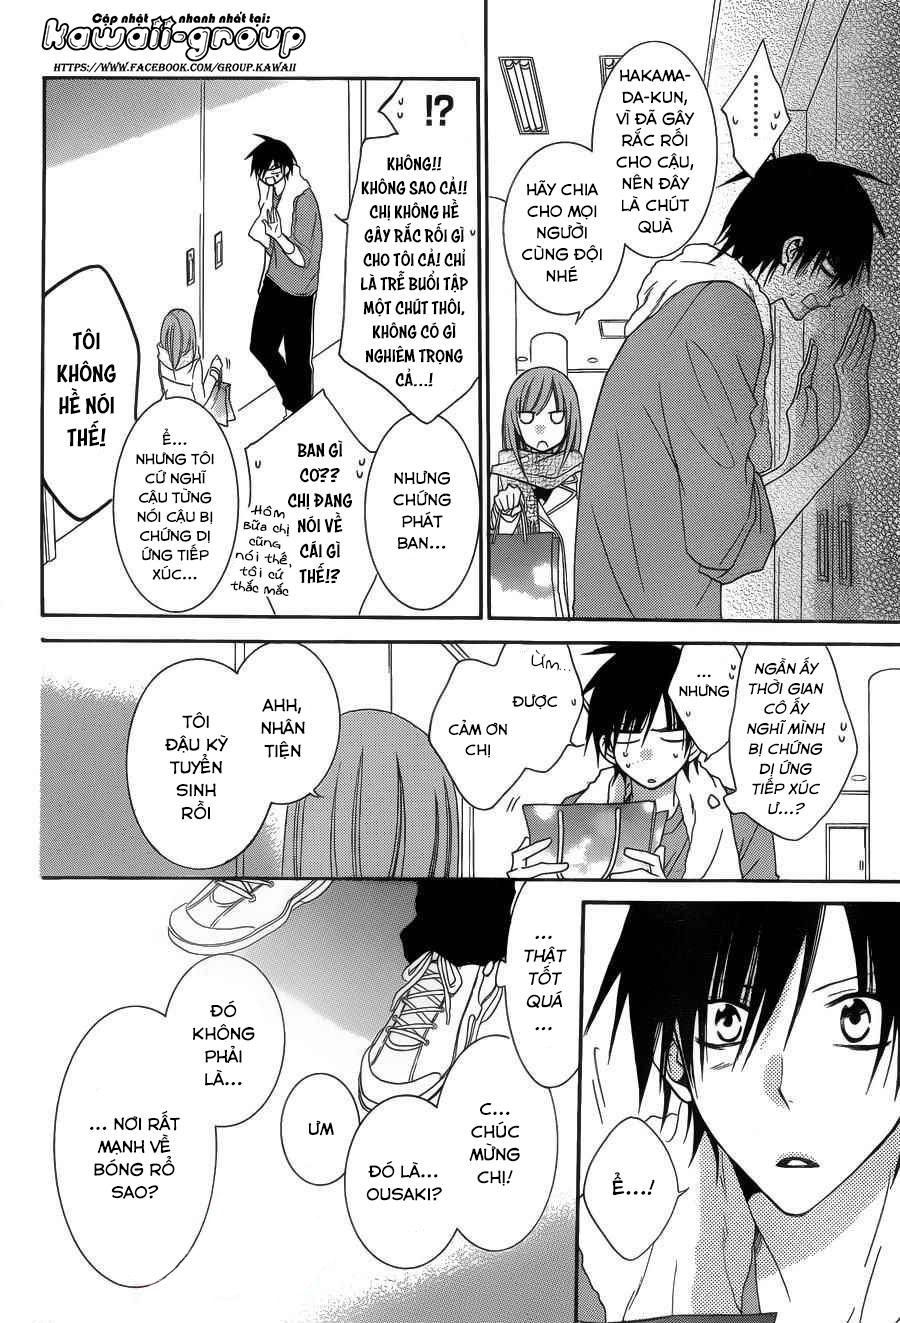 Cập nhật nhanh nhất tại:
kawaii-group
HTTPS://WWW.FACEBOOK.COM/GROUP.KAWAII
.........
HAKAMA-
DA-KUN,
VÌ ĐÃ GÂY
RẮC RỐI
CHO CẬU,
NÊN ĐÂY
LÀ CHÚT
QUÀ
HÃY CHIA
CHO MỌI
NGƯỜI
CÙNG ĐỘI
NHÉ
!?
KHÔNG!!
KHÔNG SAO CẢ!!
CHỊ KHÔNG HỀ
GÂY RẮC RỐI GÌ
CHO TÔI CẢ! CHỈ
LÀ TRỄ BUỔI TẬP
MỘT CHÚT THÔI,
KHÔNG CÓ GÌ
NGHIÊM TRỌNG
CẢ...!
NHƯNG
CHỨNG
PHÁT
BAN...
BAN GÌ
CƠ??
CHỊ ĐANG
NÓI VỀ
CÁI GÌ
THẾ!?
Hôm
bữa chị
cũng
nói thế,
tôi cứ
thắc mắc
Ể...
NHƯNG TÔI
CỨ NGHĨ
CẬU TỪNG
NÓI CẬU BỊ
CHỨNG DỊ
ỨNG TIẾP
XÚC...
TÔI
KHÔNG
HỀ NÓI
THẾ!
NGẦN ẤY
THỜI GIAN
CÔ ẤY
NGHĨ MÌNH
BỊ CHỨNG
DỊ ỨNG
TIẾP XÚC
Ư...?
...
NHƯNG
Ừm...
ĐƯỢC
CẢM ƠN
CHỊ
AHH,
NHÂN
TIỆN
TÔI
ĐẬU KỲ
TUYỂN
SINH
RỒI
Ể...!
...
THẬT
TỐT
QUÁ
...
C...
CHÚC
MỪNG
CHỊ!
ĐÓ LÀ...
OUSAKI?
ƯM
ĐÓ
KHÔNG
PHẢI
LÀ...
... NƠI RẤT
MẠNH VỀ
BÓNG RỔ
SAO?